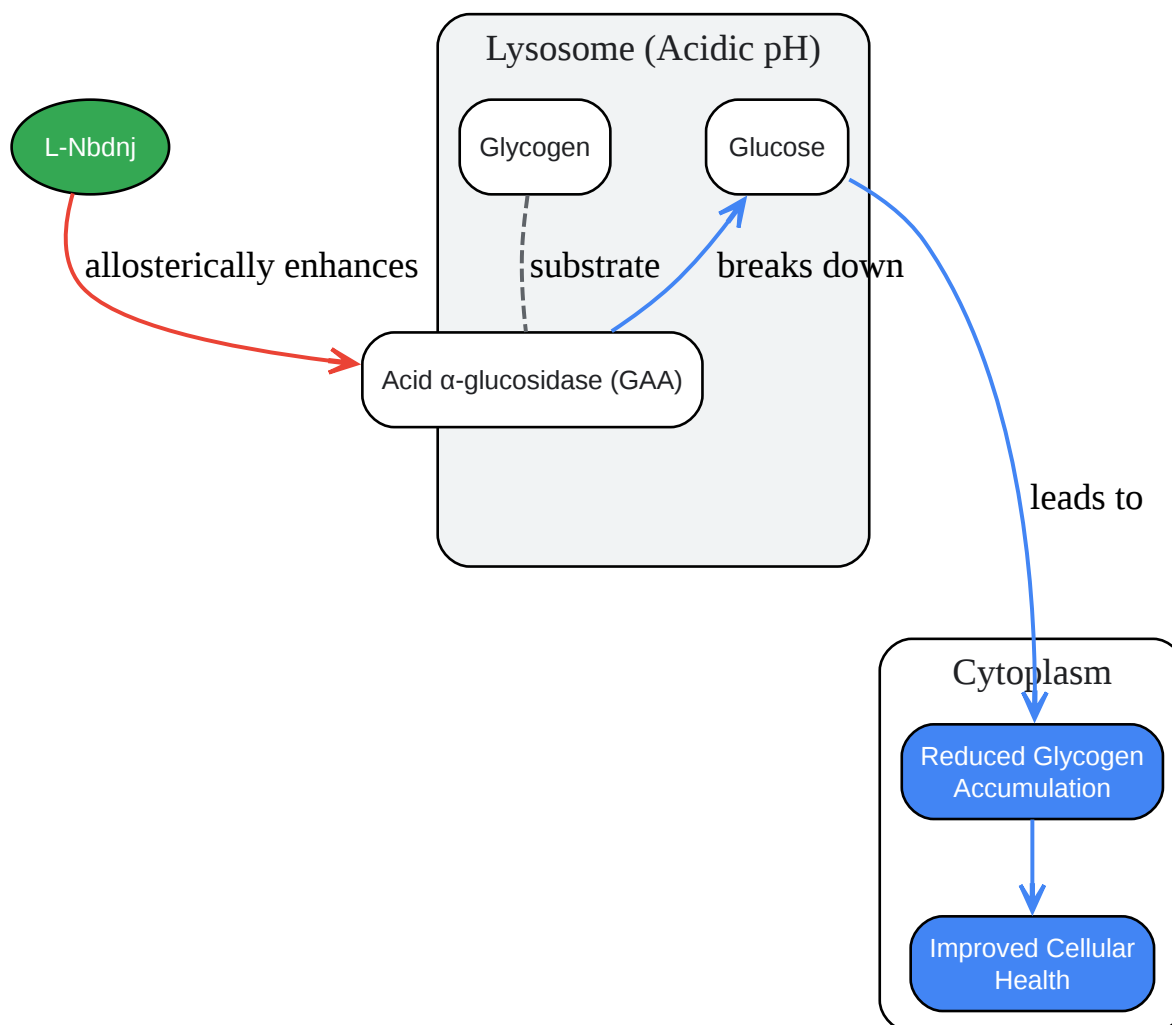 Lysosome (Acidic pH)
L-Nbdnj
Glycogen
Glucose
allosterically enhances
substrate
breaks down
Acid α-glucosidase (GAA)
leads to
Cytoplasm
Reduced Glycogen
Accumulation
Improved Cellular
Health